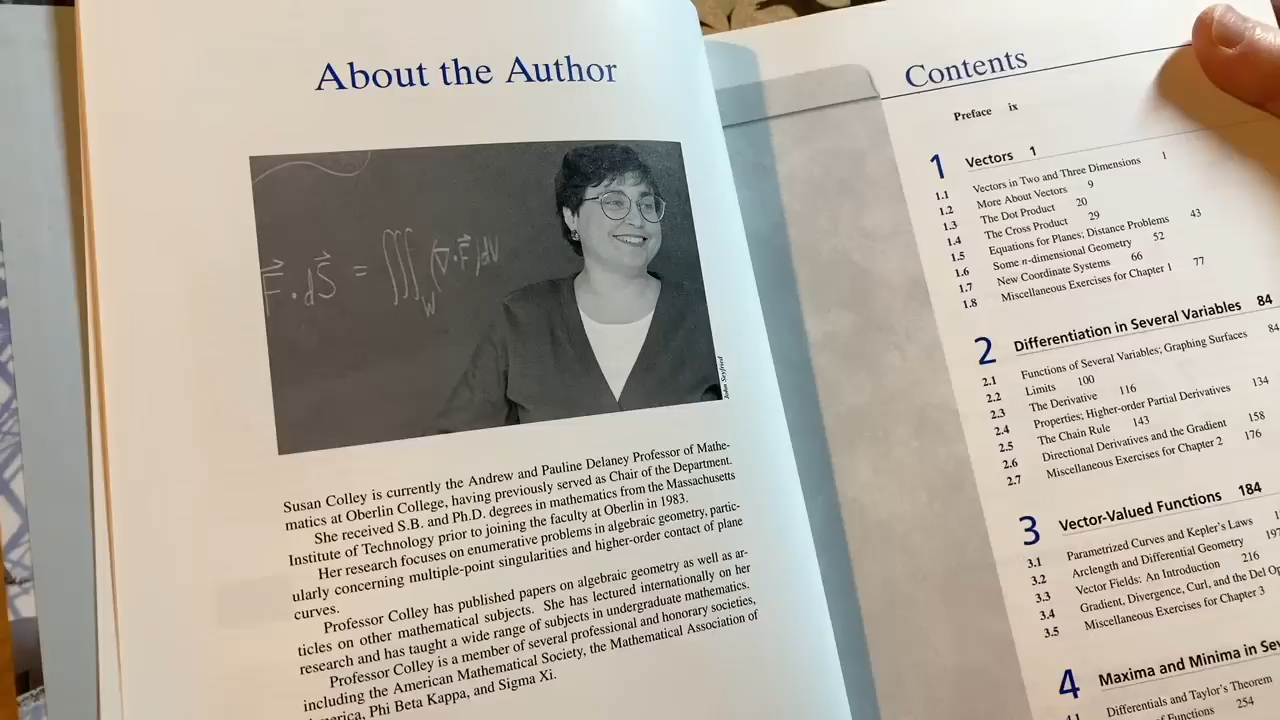 About the Author
F · dS = ∭ (∇·F)dV
W
John Seyfried
Susan Colley is currently the Andrew and Pauline Delaney Professor of Mathe-
matics at Oberlin College, having previously served as Chair of the Department.
She received S.B. and Ph.D. degrees in mathematics from the Massachusetts
Institute of Technology prior to joining the faculty at Oberlin in 1983.
Her research focuses on enumerative problems in algebraic geometry, partic-
ularly concerning multiple-point singularities and higher-order contact of plane
curves.
Professor Colley has published papers on algebraic geometry as well as ar-
ticles on other mathematical subjects. She has lectured internationally on her
research and has taught a wide range of subjects in undergraduate mathematics.
Professor Colley is a member of several professional and honorary societies,
including the American Mathematical Society, the Mathematical Association of
America, Phi Beta Kappa, and Sigma Xi.
Contents
Preface ix
1 Vectors 1
1.1 Vectors in Two and Three Dimensions 1
1.2 More About Vectors 9
1.3 The Dot Product 20
1.4 The Cross Product 29
1.5 Equations for Planes; Distance Problems 43
1.6 Some n-dimensional Geometry 52
1.7 New Coordinate Systems 66
1.8 Miscellaneous Exercises for Chapter 1 77
2 Differentiation in Several Variables 84
2.1 Functions of Several Variables; Graphing Surfaces 84
2.2 Limits 100
2.3 The Derivative 116
2.4 Properties; Higher-order Partial Derivatives 134
2.5 The Chain Rule 143
2.6 Directional Derivatives and the Gradient 158
2.7 Miscellaneous Exercises for Chapter 2 176
3 Vector-Valued Functions 184
3.1 Parametrized Curves and Kepler's Laws
3.2 Arclength and Differential Geometry 197
3.3 Vector Fields: An Introduction 216
3.4 Gradient, Divergence, Curl, and the Del Op
3.5 Miscellaneous Exercises for Chapter 3
4 Maxima and Minima in Sev
Differentials and Taylor's Theorem
of Functions 254